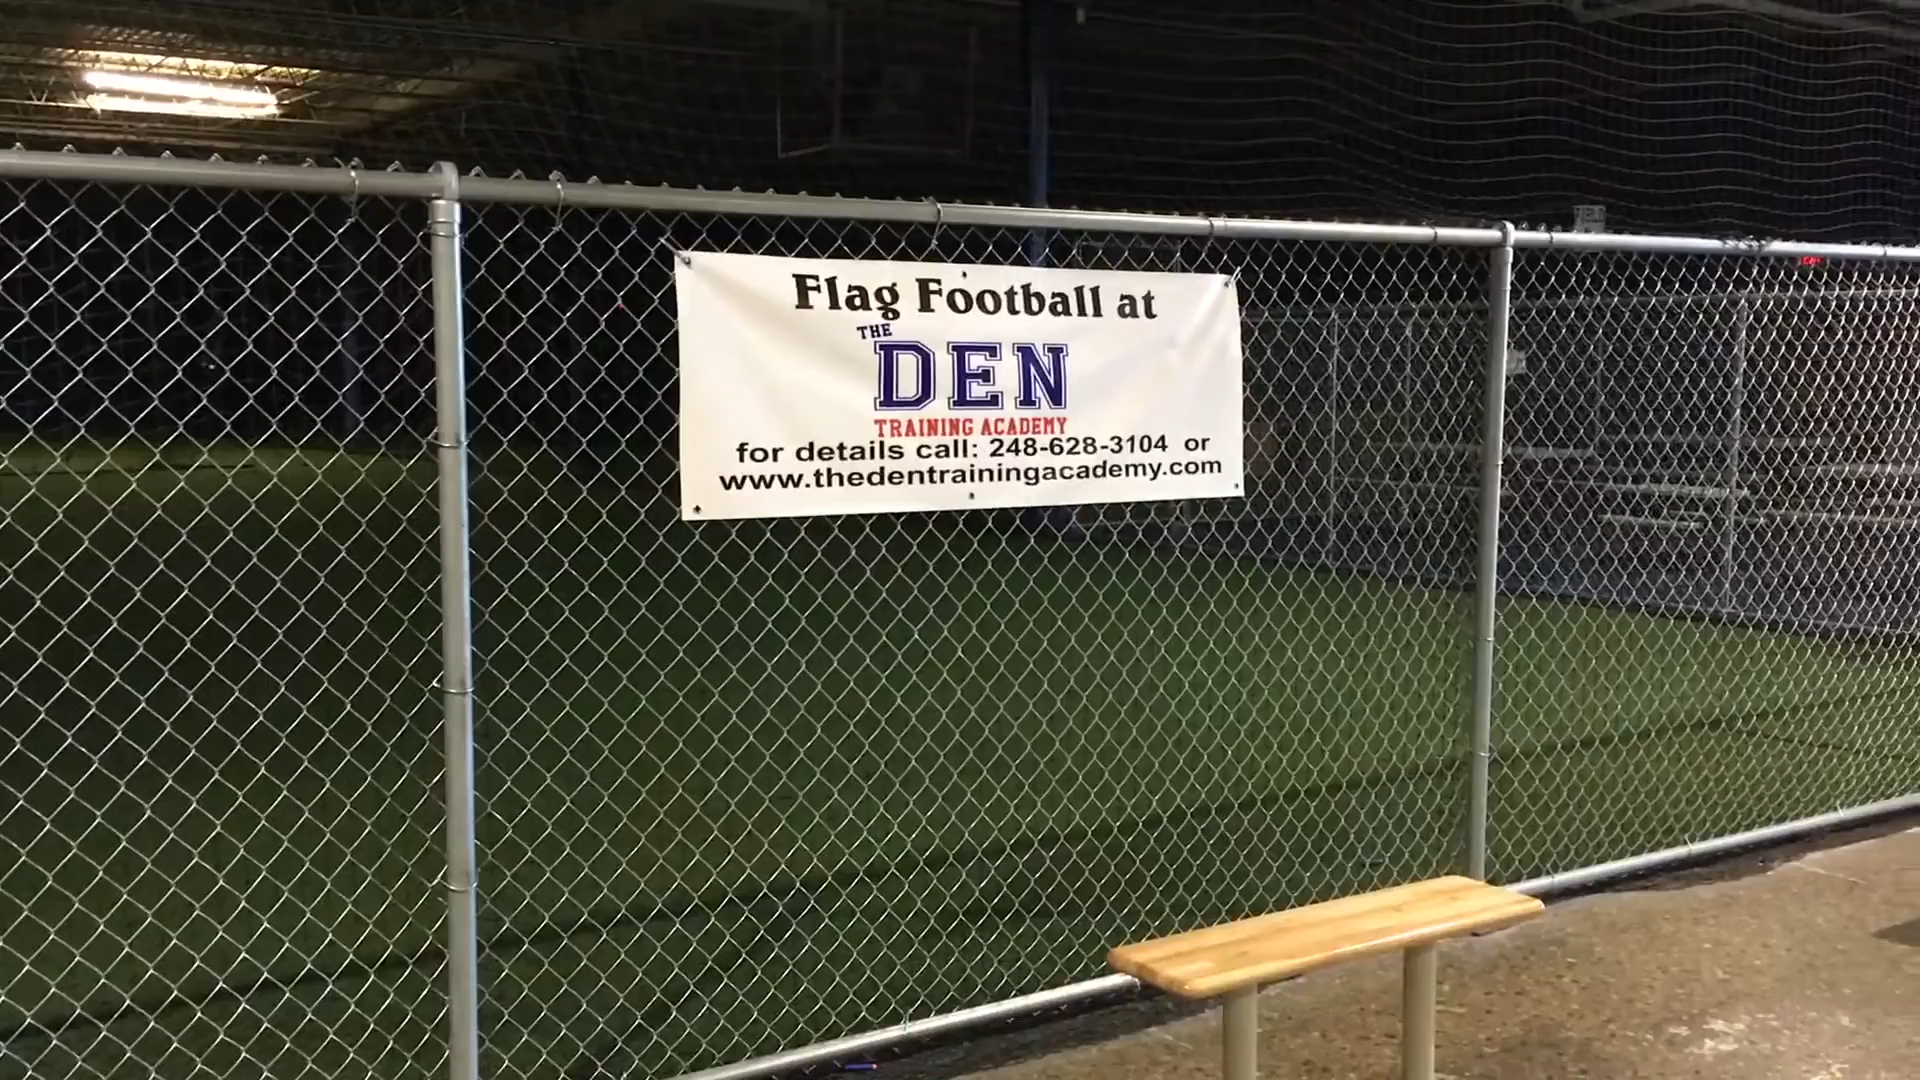 Flag Football at
THE
DEN
TRAINING ACADEMY
for details call: 248-628-3104 or
www.thedentrainingacademy.com